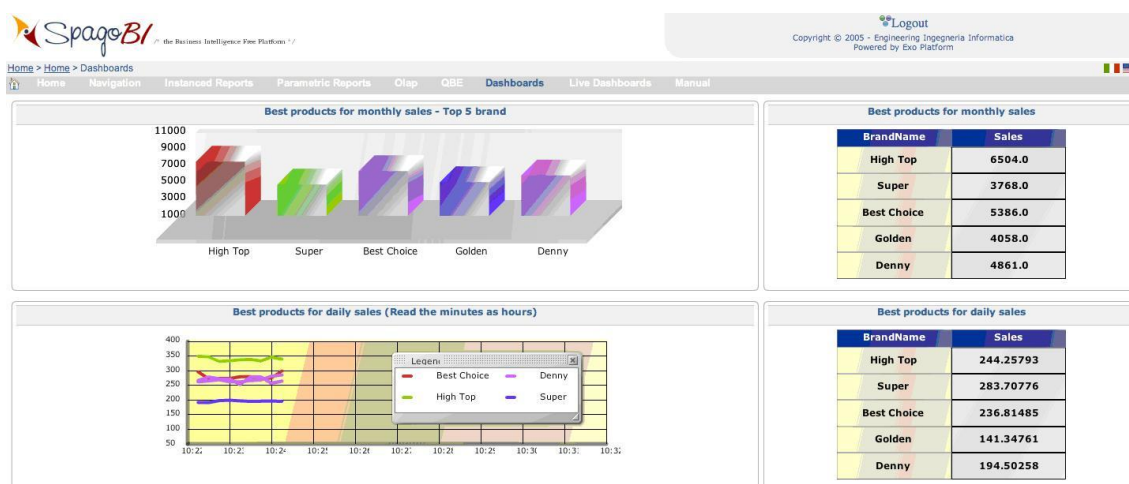 SpagoBI /* the Business Intelligence Free Platform */
Logout
Copyright © 2005 - Engineering Ingegneria Informatica
Powered by Exo Platform
Home > Home > Dashboards
Home Navigation Instanced Reports Parametric Reports Olap QBE Dashboards Live Dashboards Manual
Best products for monthly sales - Top 5 brand
11000
9000
7000
5000
3000
1000
High Top Super Best Choice Golden Denny
Best products for monthly sales
BrandName Sales
High Top 6504.0
Super 3768.0
Best Choice 5386.0
Golden 4058.0
Denny 4861.0
Best products for daily sales (Read the minutes as hours)
400
350
300
250
200
150
100
50
Best Choice Denny
High Top Super
Best products for daily sales
BrandName Sales
High Top 244.25793
Super 283.70776
Best Choice 236.81485
Golden 141.34761
Denny 194.50258